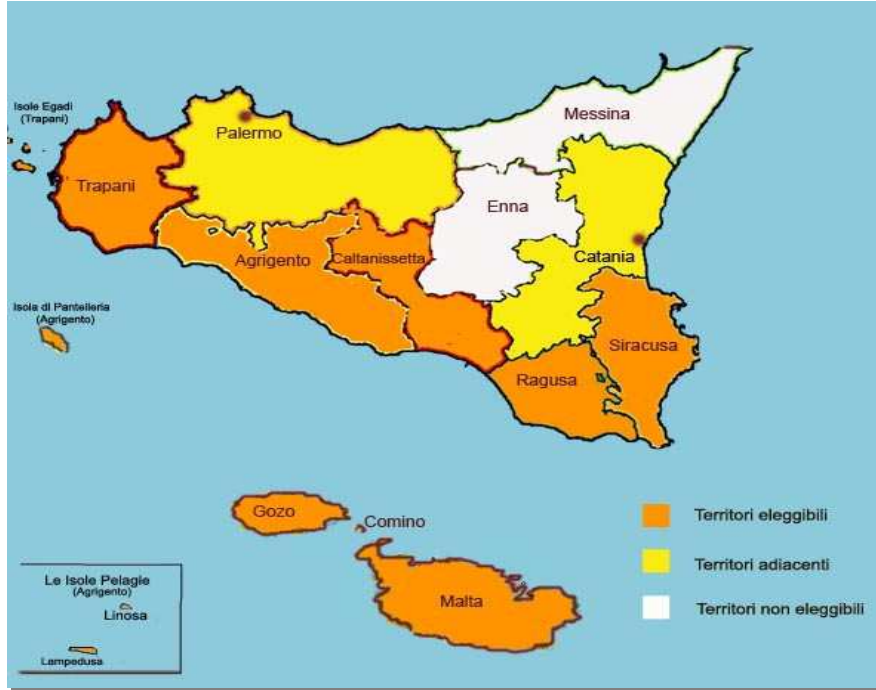 Isole Egadi
(Trapani)
Messina
Palermo
Trapani
Enna
Agrigento
Caltanissetta
Catania
Isola di Pantelleria
(Agrigento)
Siracusa
Ragusa
Gozo
Comino
Malta
Territori eleggibili
Territori adiacenti
Territori non eleggibili
Le Isole Pelagie
(Agrigento)
Linosa
Lampedusa